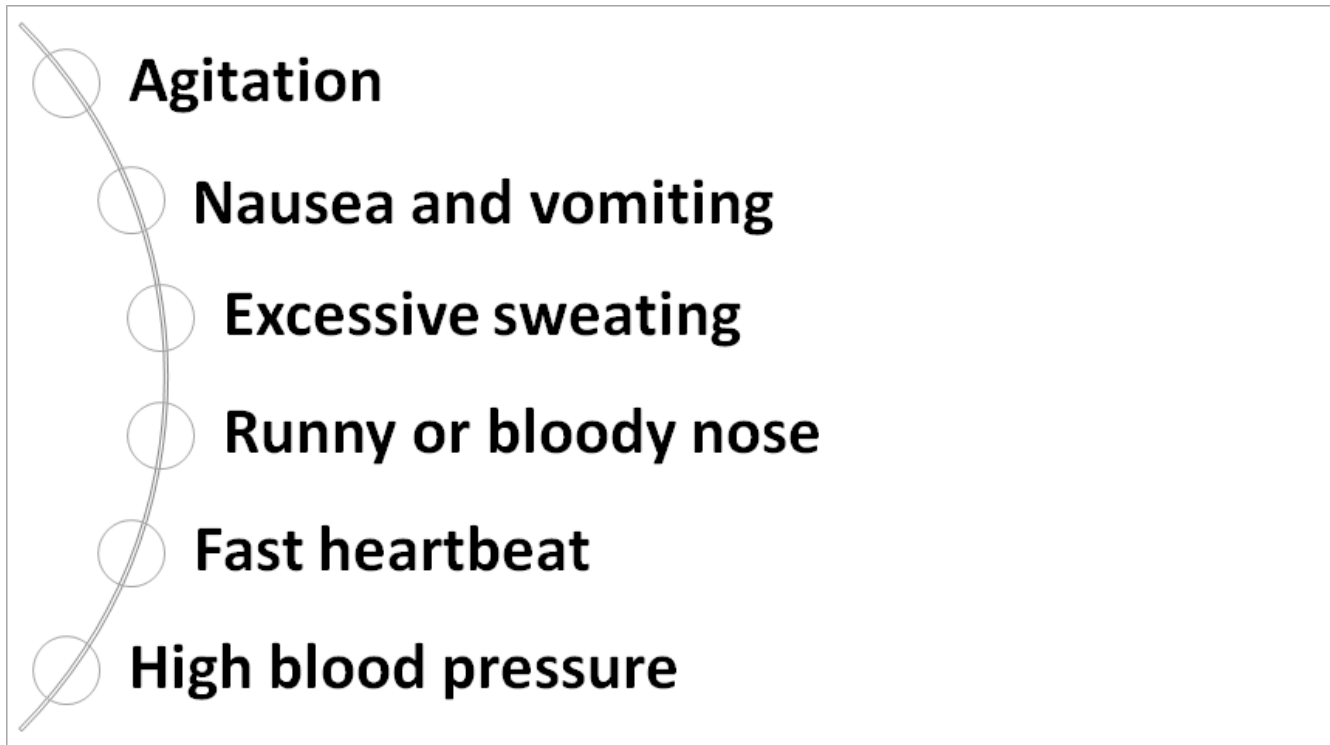 Agitation
Nausea and vomiting
Excessive sweating
Runny or bloody nose
Fast heartbeat
High blood pressure